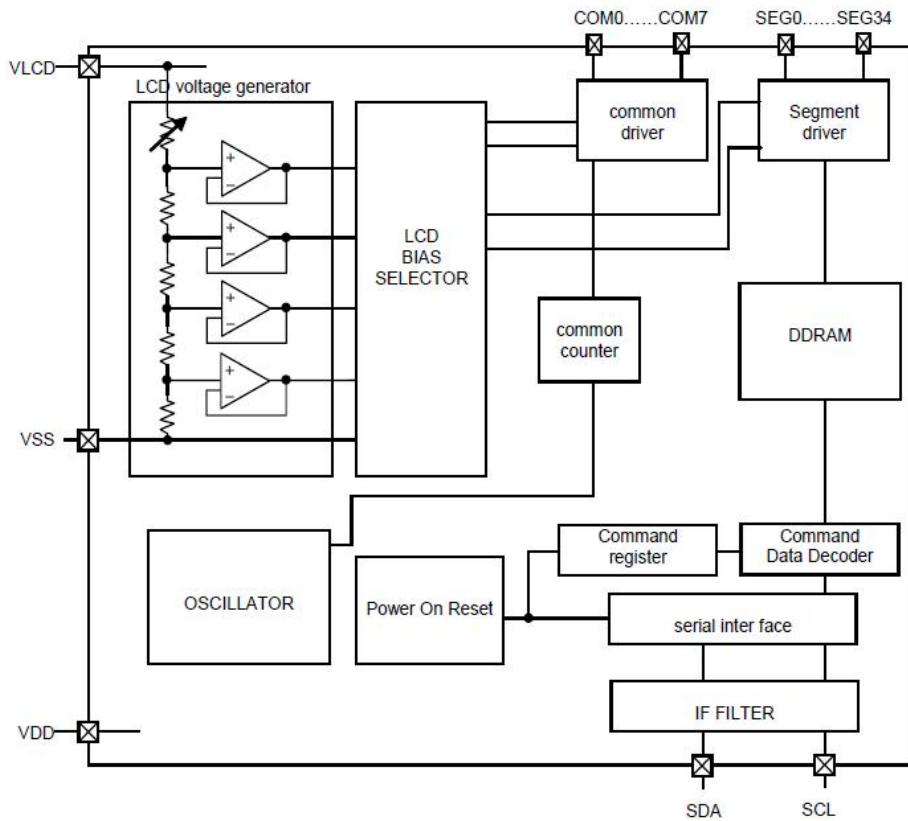 COM0......COM7
SEG0......SEG34
VLCD
LCD voltage generator
common
driver
Segment
driver
LCD
BIAS
SELECTOR
common
counter
DDRAM
VSS
OSCILLATOR
Power On Reset
Command
register
Command
Data Decoder
serial inter face
IF FILTER
VDD
SDA
SCL